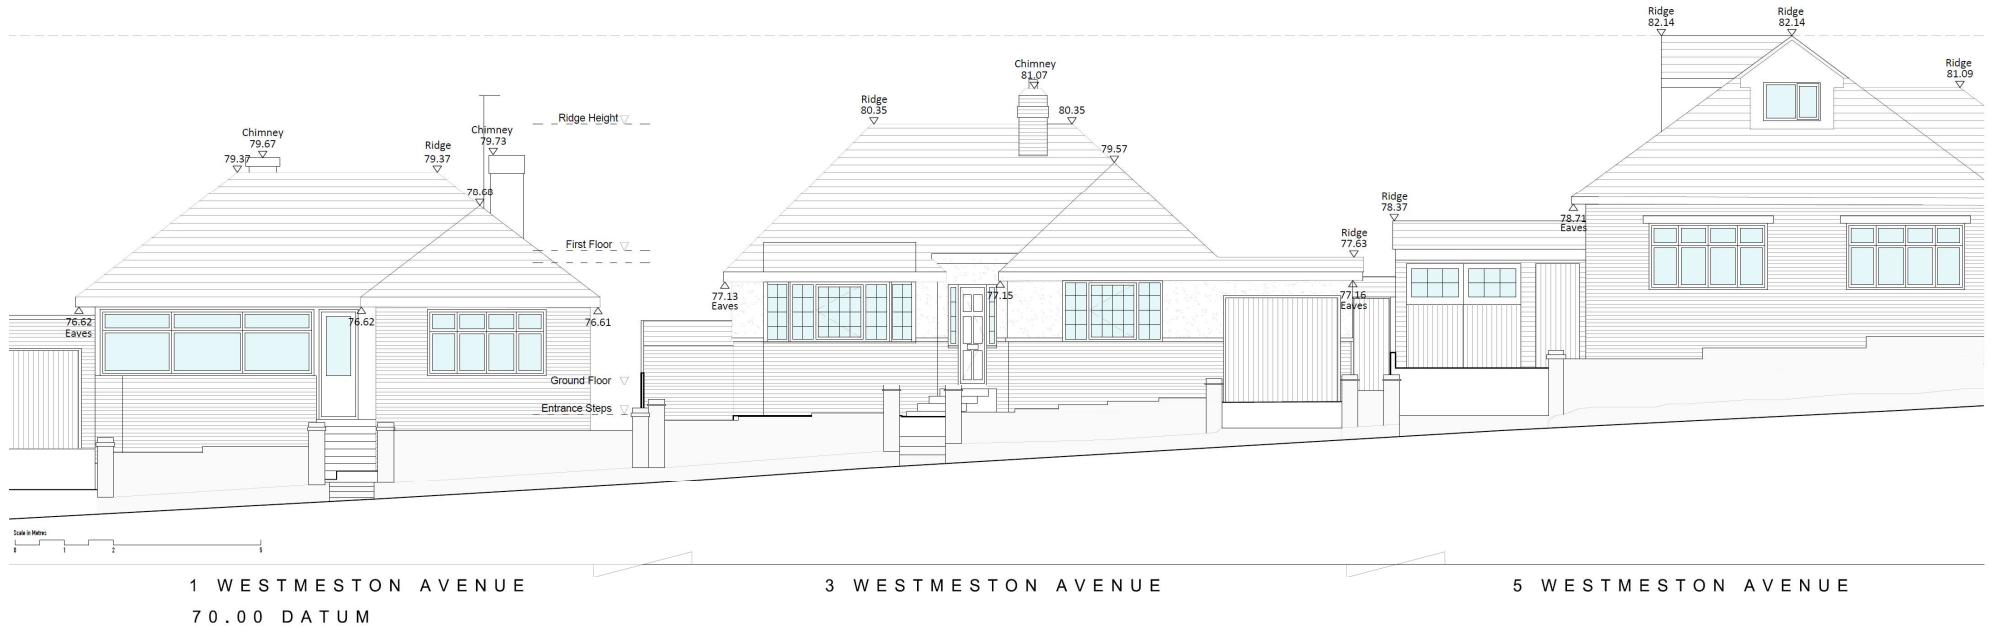 Chimney
79.67
79.37
Ridge
79.37
Chimney
79.73
78.68
Ridge Height
First Floor
76.62
Eaves
76.62
76.61
Ground Floor
Entrance Steps
Ridge
80.35
Chimney
81.07
80.35
79.57
77.13
Eaves
77.15
Ridge
77.63
77.16
Eaves
Ridge
78.37
Ridge
82.14
Ridge
82.14
Ridge
81.09
78.71
Eaves
Scale in Metres
0 1 2 5
1 WESTMESTON AVENUE
70.00 DATUM
3 WESTMESTON AVENUE
5 WESTMESTON AVENUE